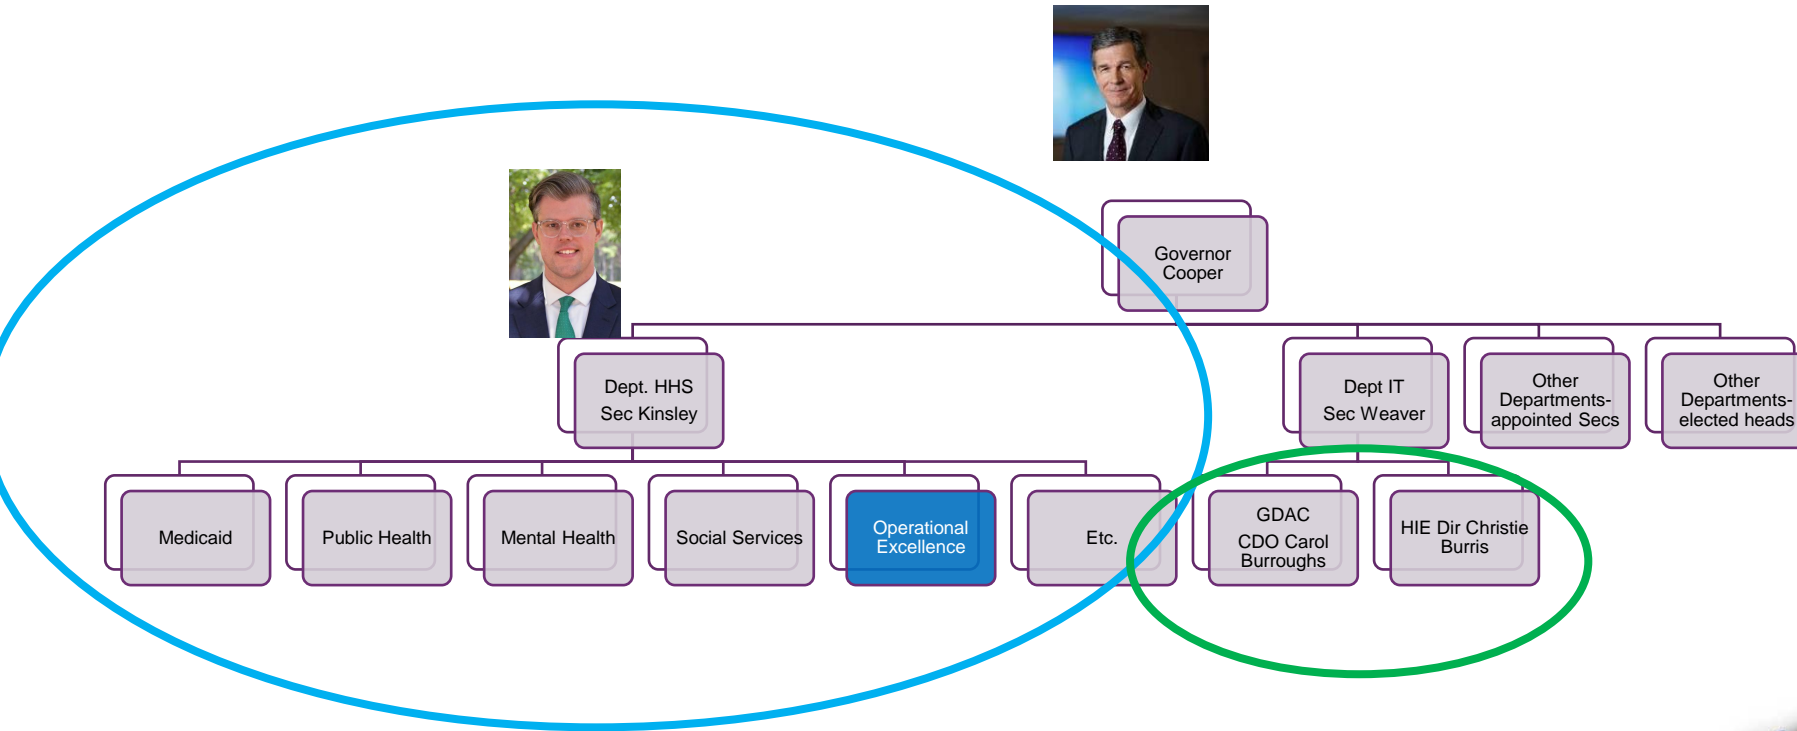 Governor
Cooper
Dept. HHS
Sec Kinsley
Dept IT
Sec Weaver
Other
Departments-
appointed Secs
Other
Departments-
elected heads
Medicaid
Public Health
Mental Health
Social Services
Operational
Excellence
Etc.
GDAC
CDO Carol
Burroughs
HIE Dir Christie
Burris